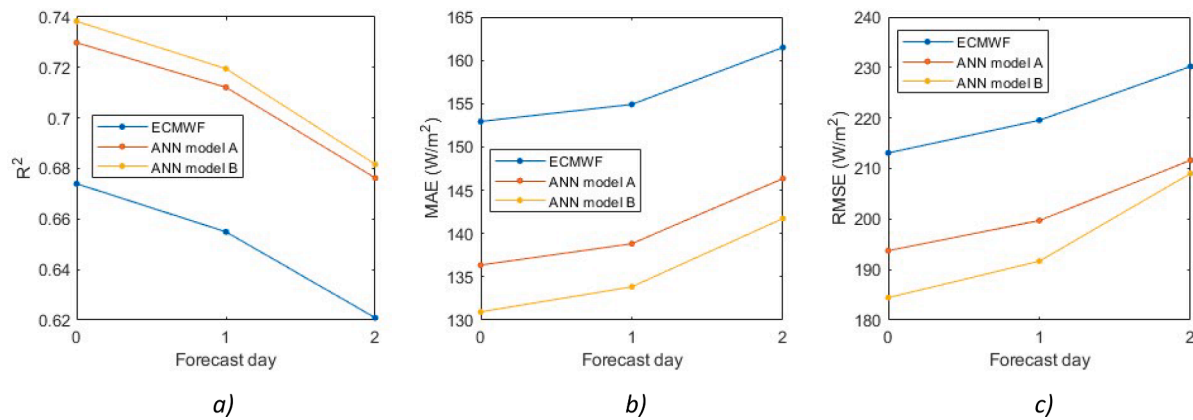 0.74
0.72
0.7
0.68
0.66
0.64
0.62
R²
ECMWF
ANN model A
ANN model B
0 1 2
Forecast day
a)
165
160
155
150
145
140
135
130
MAE (W/m²)
ECMWF
ANN model A
ANN model B
0 1 2
Forecast day
b)
240
230
220
210
200
190
180
RMSE (W/m²)
ECMWF
ANN model A
ANN model B
0 1 2
Forecast day
c)